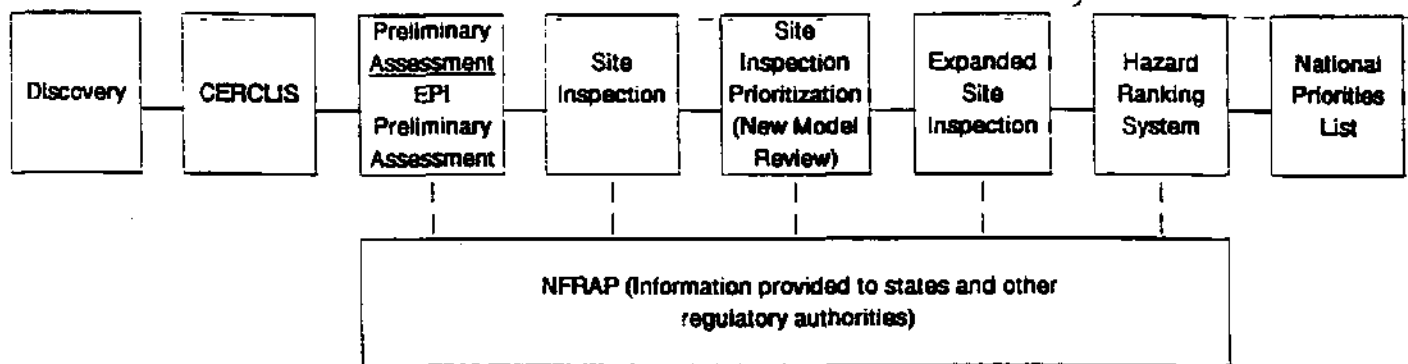 Discovery
CERCLIS
Preliminary
Assessment
EPI
Preliminary
Assessment
Site
Inspection
Site
Inspection
Prioritization
(New Model
Review)
Expanded
Site
Inspection
Hazard
Ranking
System
National
Priorities
List
NFRAP (Information provided to states and other
regulatory authorities)